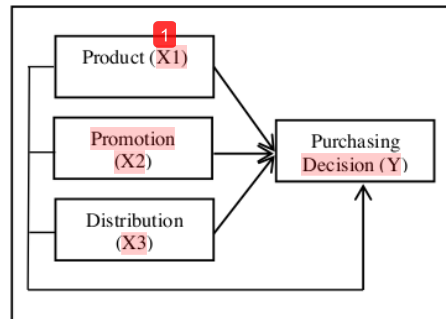 1
Product (X1)
Promotion
(X2)
Purchasing
Decision (Y)
Distribution
(X3)